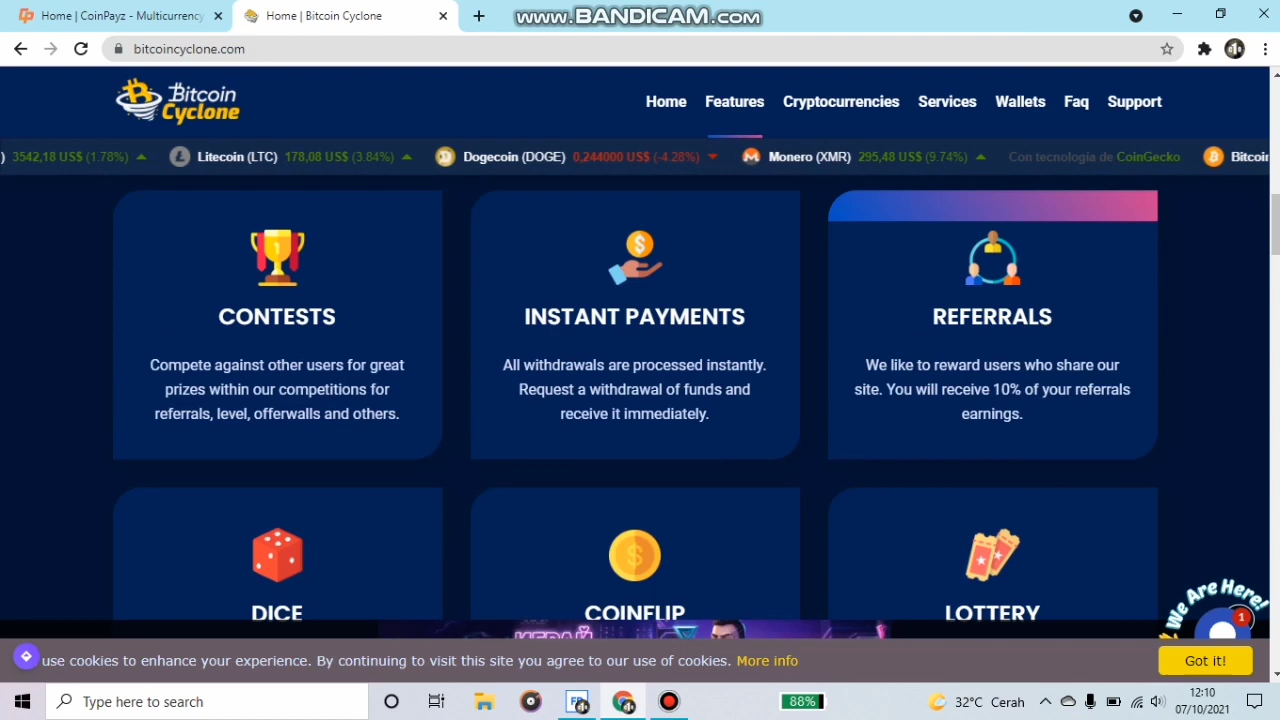 Home | CoinPayz - Multicurrency
Home | Bitcoin Cyclone
www.BANDICAM.com
bitcoincyclone.com
Bitcoin
Cyclone
Home Features Cryptocurrencies Services Wallets Faq Support
) 3542,18 US$ (1.78%) Litecoin (LTC) 178,08 US$ (3.84%) Dogecoin (DOGE) 0,244000 US$ (-4.28%) Monero (XMR) 295,48 US$ (9.74%) Con tecnologia de CoinGecko Bitcoin
CONTESTS
Compete against other users for great
prizes within our competitions for
referrals, level, offerwalls and others.
INSTANT PAYMENTS
All withdrawals are processed instantly.
Request a withdrawal of funds and
receive it immediately.
REFERRALS
We like to reward users who share our
site. You will receive 10% of your referrals
earnings.
DICE
COINFLIP
LOTTERY
We Are Here!
1
use cookies to enhance your experience. By continuing to visit this site you agree to our use of cookies. More info
Got it!
Type here to search
88%
32°C Cerah
12:10
07/10/2021